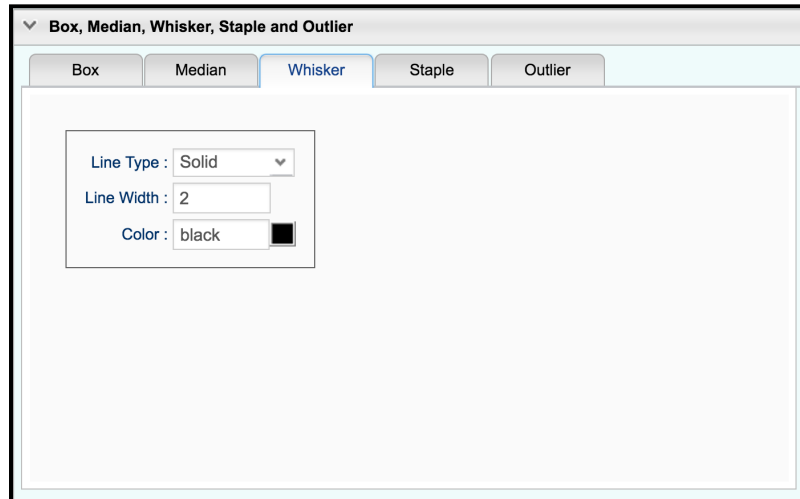 Box, Median, Whisker, Staple and Outlier
Box Median Whisker Staple Outlier
Line Type : Solid
Line Width : 2
Color : black